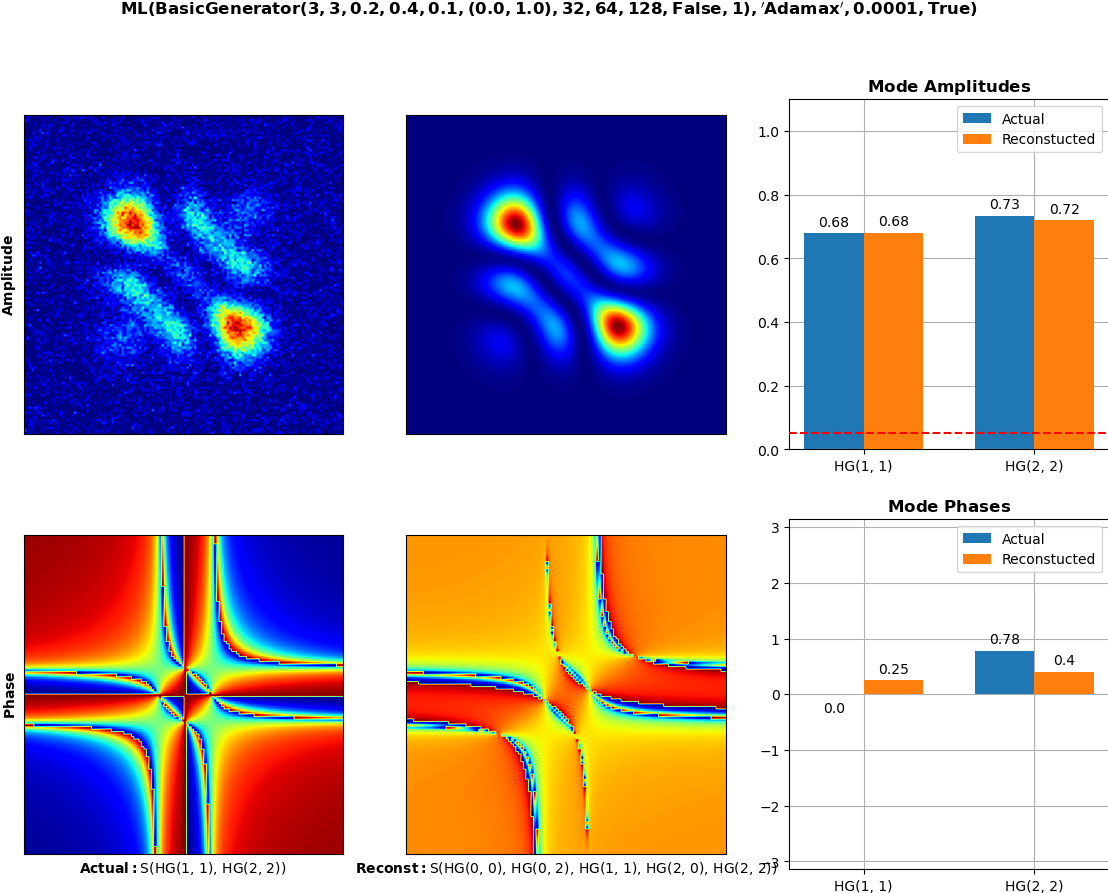 ML(BasicGenerator(3, 3, 0.2, 0.4, 0.1, (0.0, 1.0), 32, 64, 128, False, 1), ′Adamax′, 0.0001, True)
Amplitude
Mode Amplitudes
Actual
Reconstucted
1.0
0.8
0.6
0.4
0.2
0.0
0.68
0.68
0.73
0.72
HG(1, 1)
HG(2, 2)
Phase
Actual: S(HG(1, 1), HG(2, 2))
Reconst: S(HG(0, 0), HG(0, 2), HG(1, 1), HG(2, 0), HG(2, 2))
Mode Phases
Actual
Reconstucted
3
2
1
0
−1
−2
−3
0.0
0.25
0.78
0.4
HG(1, 1)
HG(2, 2)